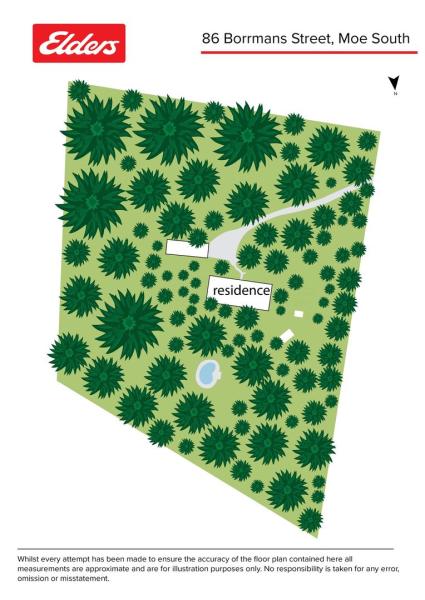 Elders
86 Borrmans Street, Moe South
N
residence
Whilst every attempt has been made to ensure the accuracy of the floor plan contained here all
measurements are approximate and are for illustration purposes only. No responsibility is taken for any error,
omission or misstatement.